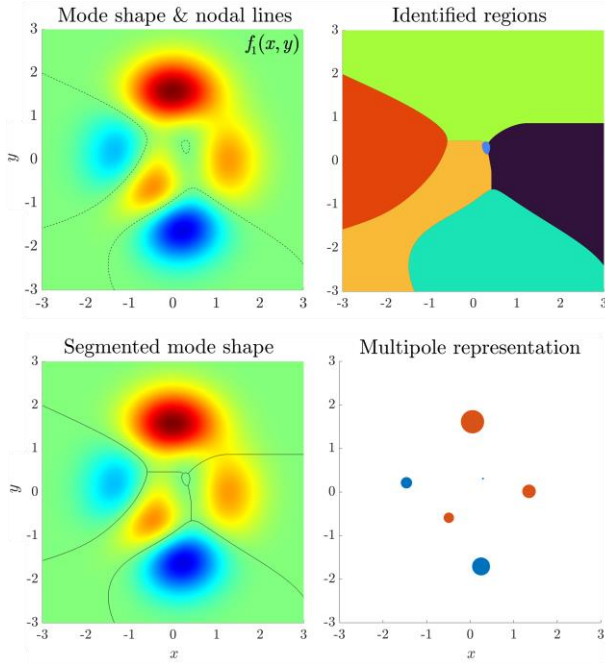 Mode shape & nodal lines
f₁(x, y)
3
2
1
0
-1
-2
-3
y
-3 -2 -1 0 1 2 3
Identified regions
3
2
1
0
-1
-2
-3
-3 -2 -1 0 1 2 3
Segmented mode shape
3
2
1
0
-1
-2
-3
y
-3 -2 -1 0 1 2 3
x
Multipole representation
3
2
1
0
-1
-2
-3
-3 -2 -1 0 1 2 3
x